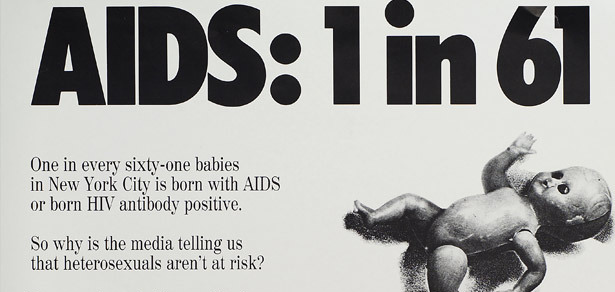 AIDS: 1 in 61
One in every sixty-one babies
in New York City is born with AIDS
or born HIV antibody positive.
So why is the media telling us
that heterosexuals aren't at risk?